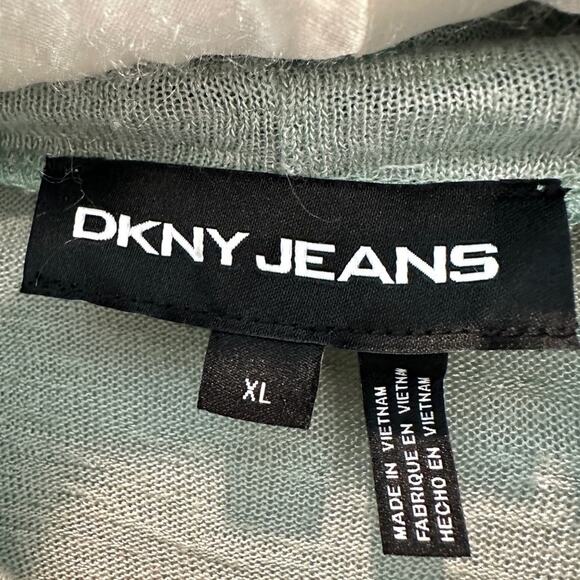 DKNY JEANS
XL
MADE IN VIETNAM
FABRIQUE EN VIETNAM
HECHO EN VIETNAM